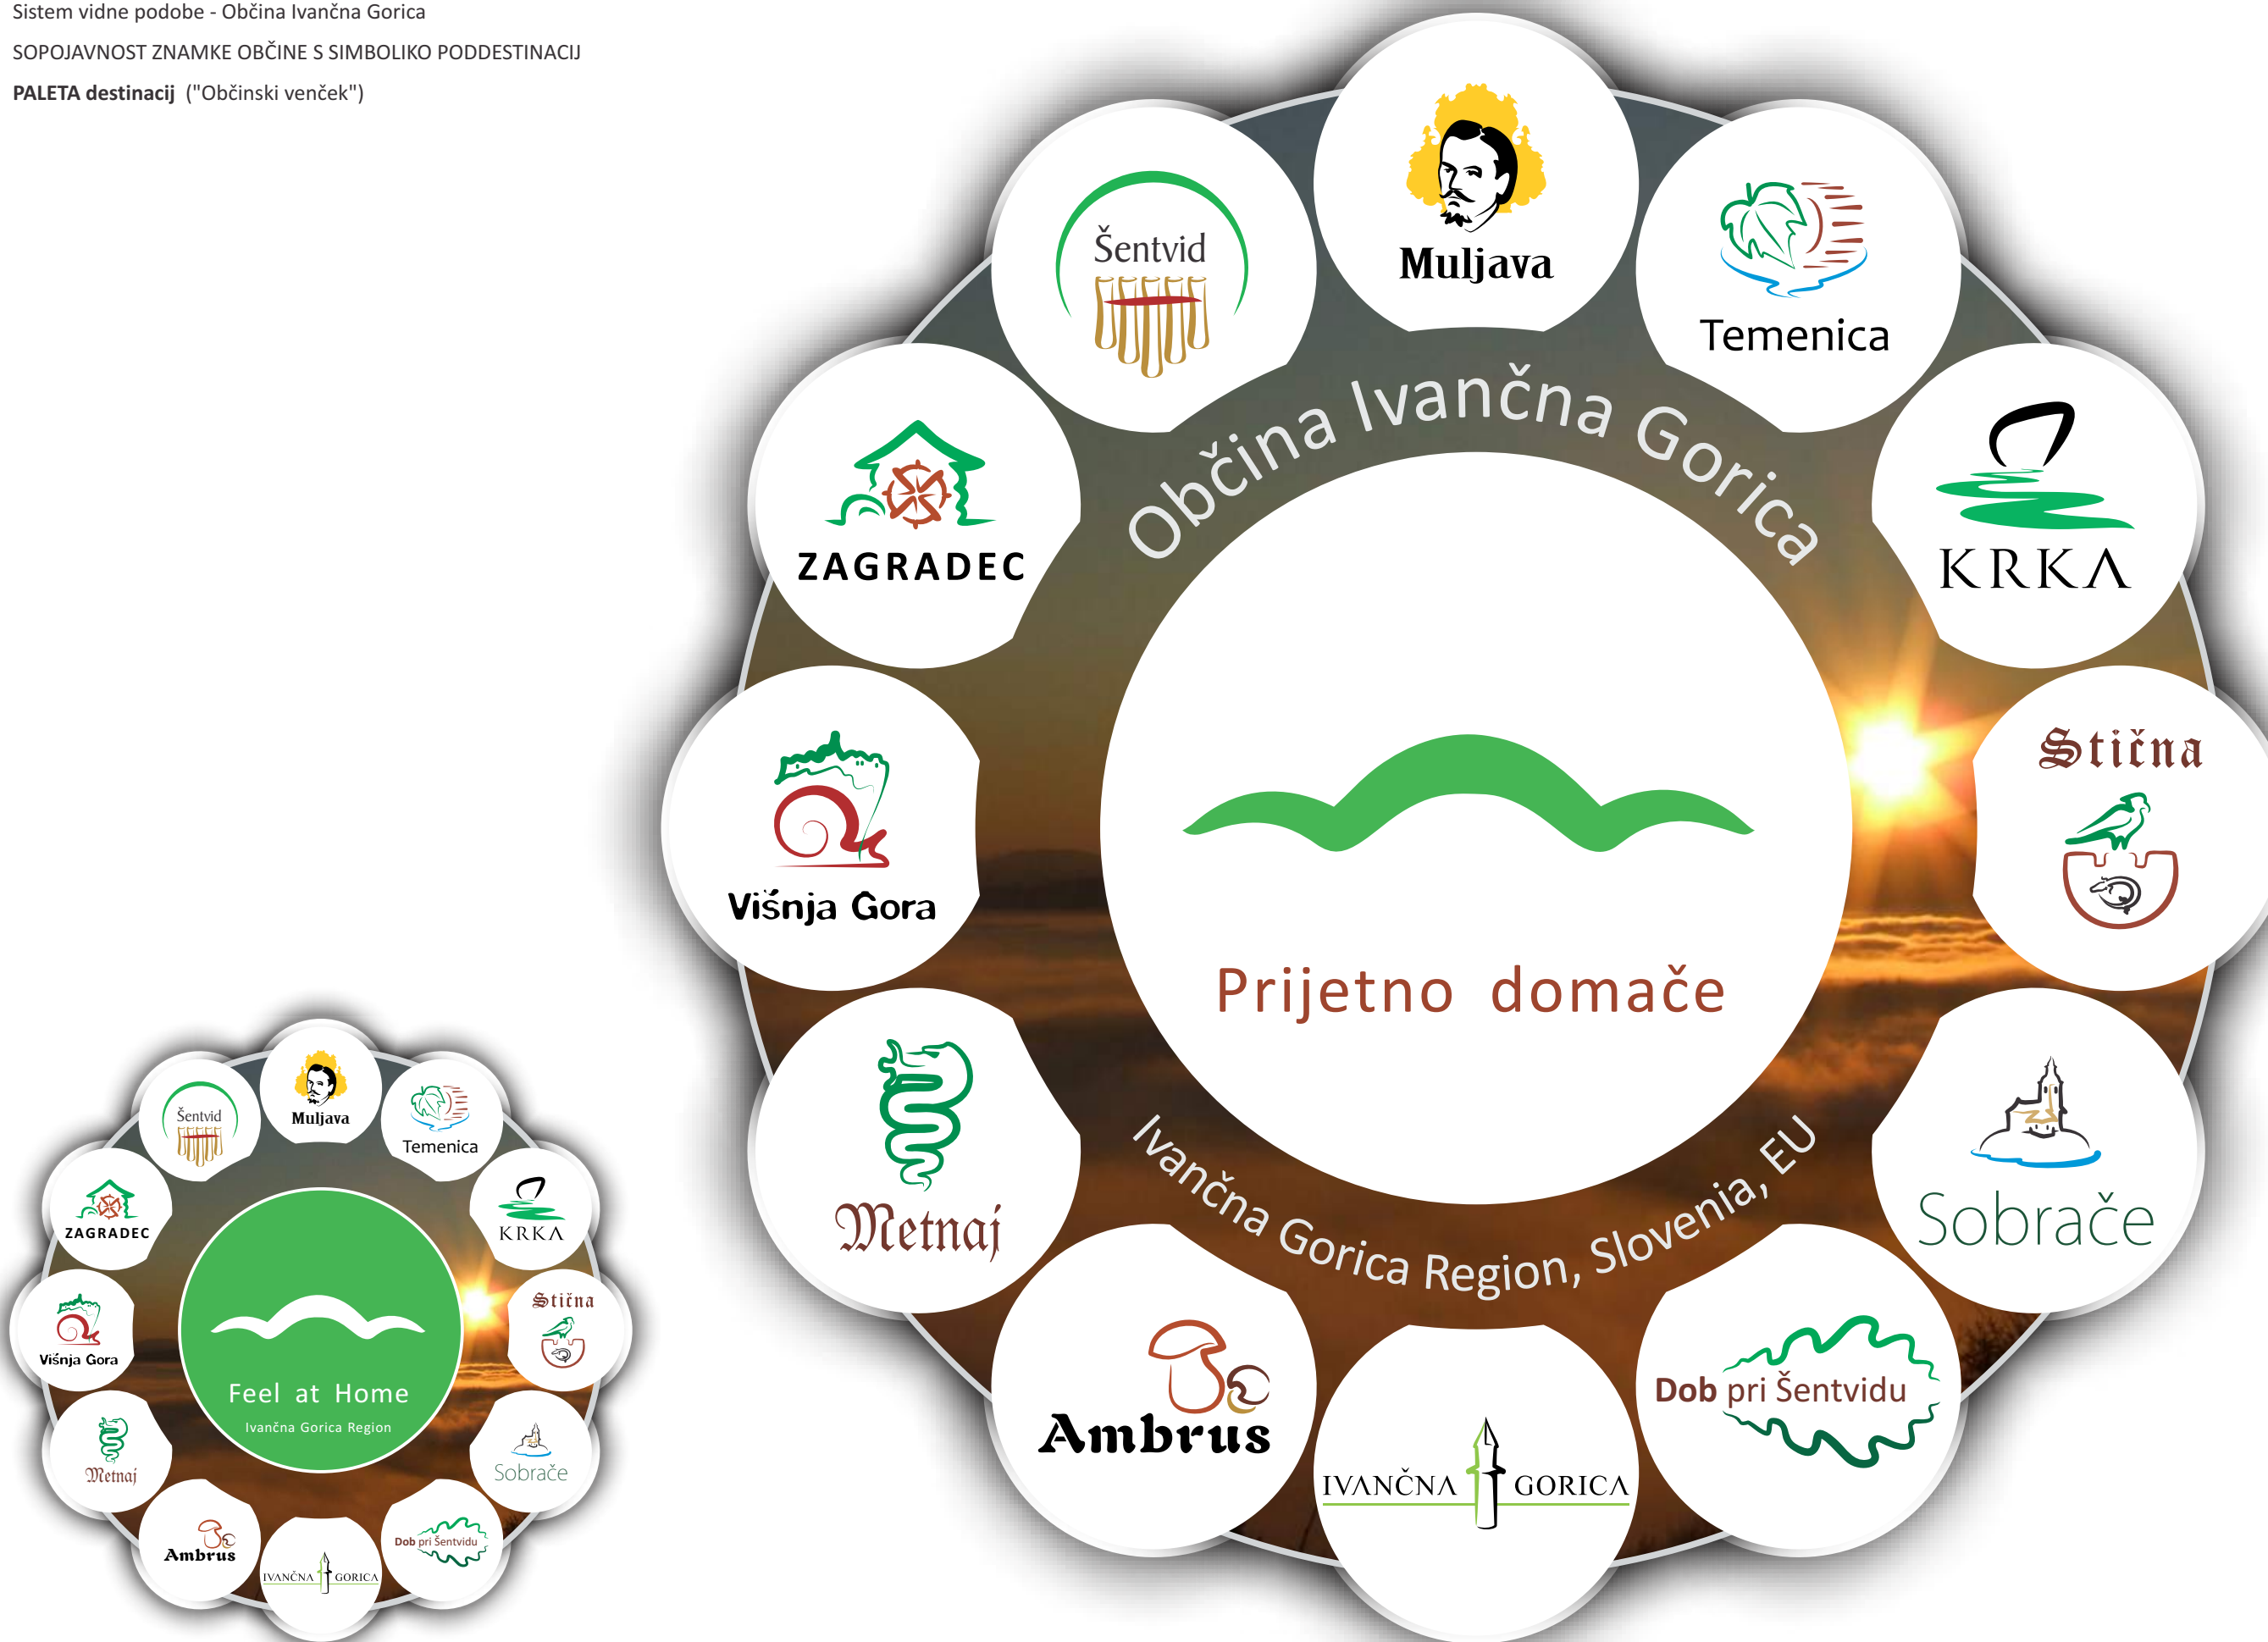 Sistem vidne podobe - Občina Ivančna Gorica
SOPOJAVNOST ZNAMKE OBČINE S SIMBOLIKO PODDESTINACIJ
PALETA destinacij ("Občinski venček")
Muljava
Šentvid
Temenica
Občina Ivančna Gorica
ZAGRADEC
KRKA
Stična
Višnja Gora
Prijetno domače
Metnaj
Sobrače
Ivančna Gorica Region, Slovenia, EU
Ambrus
Dob pri Šentvidu
IVANČNA GORICA
Muljava
Šentvid
Temenica
ZAGRADEC
KRKA
Stična
Višnja Gora
Feel at Home
Ivančna Gorica Region
Metnaj
Sobrače
Ambrus
Dob pri Šentvidu
IVANČNA GORICA